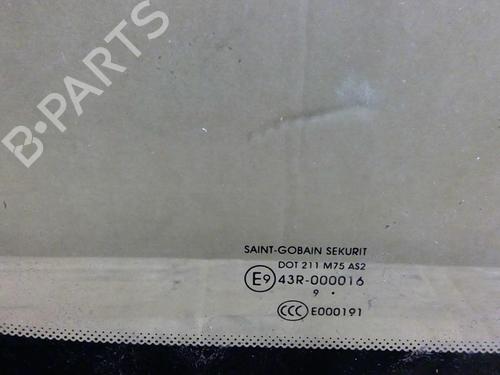 B-PARTS
SAINT-GOBAIN SEKURIT
DOT 211 M75 AS2
E9 43R-000016
9 .
CCC E000191